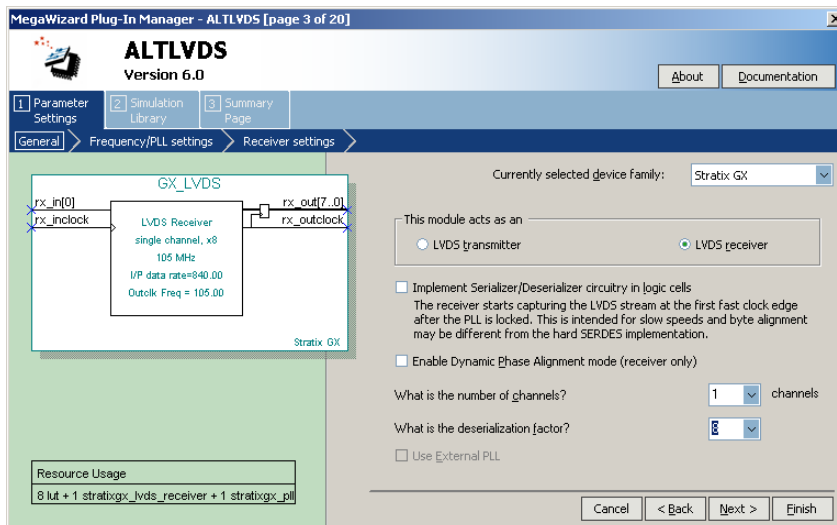 MegaWizard Plug-In Manager - ALTLVDS [page 3 of 20]
ALTLVDS
Version 6.0
About
Documentation
1 Parameter Settings
2 Simulation Library
3 Summary Page
General
Frequency/PLL settings
Receiver settings
GX_LVDS
rx_in[0]
rx_out[7..0]
rx_inclock
rx_outclock
LVDS Receiver
single channel, x8
105 MHz
I/P data rate=840.00
Outclk Freq = 105.00
Stratix GX
Resource Usage
8 lut + 1 stratixgx_lvds_receiver + 1 stratixgx_pll
Currently selected device family:
Stratix GX
This module acts as an
LVDS transmitter
LVDS receiver
Implement Serializer/Deserializer circuitry in logic cells
The receiver starts capturing the LVDS stream at the first fast clock edge
after the PLL is locked. This is intended for slow speeds and byte alignment
may be different from the hard SERDES implementation.
Enable Dynamic Phase Alignment mode (receiver only)
What is the number of channels?
1
channels
What is the deserialization factor?
8
Use External PLL
Cancel
< Back
Next >
Finish